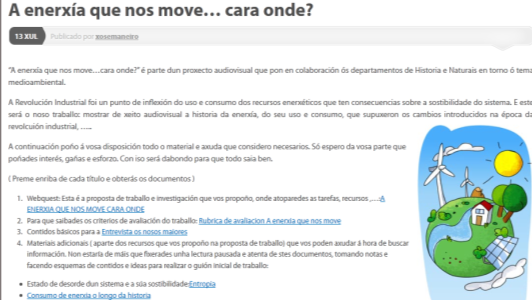 A enerxía que nos move… cara onde?
13 XUL Publicado por xosemaneiro
"A enerxía que nos move....cara onde?" é parte dun proxecto audiovisual que pon en colaboración ós departamentos de Historia e Naturais en torno ó tema
medioambiental.
A Revolución Industrial foi un punto de inflexión do uso e consumo dos recursos enerxéticos que ten consecuencias sobre a sostibilidade do sistema. E este
será o noso traballo: mostrar de xeito audiovisual a historia da enerxía, do seu uso e consumo, que supuxeron os cambios introducidos na época da
revolcuión industrial, …..
A continuación poño á vosa disposición todo o material e axuda que considero necesarios. Só espero da vosa parte que
poñades interés, gañas e esforzo. Con iso será dabondo para que todo saia ben.
( Preme enriba de cada título e obterás os documentos )
1. Webquest: Esta é a proposta de traballo e investigación que vos propoño, onde atoparedes as tarefas, recursos ,….:A
ENERXIA QUE NOS MOVE CARA ONDE
2. Para que saibades os criterios de avaliación do traballo: Rubrica de avaliacion A enerxia que nos move
3. Contidos básicos para a Entrevista os nosos maiores
4. Materiais adicionais ( aparte dos recursos que vos propoño na proposta de traballo) que vos poden axudar á hora de buscar
información. Non estaría de máis que fixerades unha lectura pausada e atenta de stes documentos, tomando notas e
facendo esquemas de contidos e ideas para realizar o guión inicial de traballo:
• Estado de desorde dun sistema e a súa sostibilidade:Entropia
• Consumo de enerxia o longo da historia